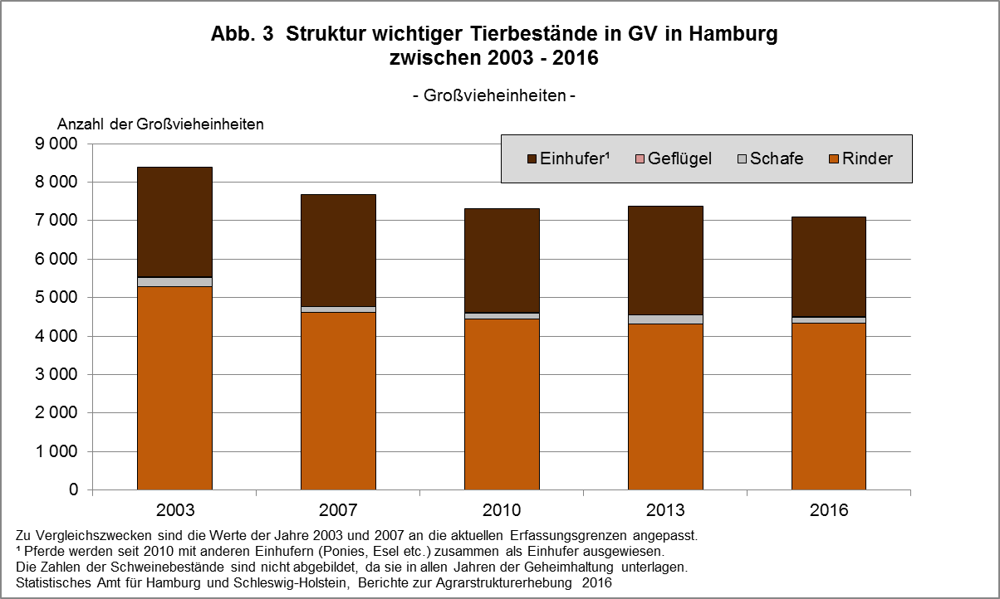 Abb. 3  Struktur wichtiger Tierbestände in GV in Hamburg
zwischen 2003 - 2016
- Großvieheinheiten -
Anzahl der Großvieheinheiten
Einhufer¹ Geflügel Schafe Rinder
9 000
8 000
7 000
6 000
5 000
4 000
3 000
2 000
1 000
0
2003 2007 2010 2013 2016
Zu Vergleichszwecken sind die Werte der Jahre 2003 und 2007 an die aktuellen Erfassungsgrenzen angepasst.
¹ Pferde werden seit 2010 mit anderen Einhufern (Ponies, Esel etc.) zusammen als Einhufer ausgewiesen.
Die Zahlen der Schweinebestände sind nicht abgebildet, da sie in allen Jahren der Geheimhaltung unterlagen.
Statistisches Amt für Hamburg und Schleswig-Holstein, Berichte zur Agrarstrukturerhebung 2016